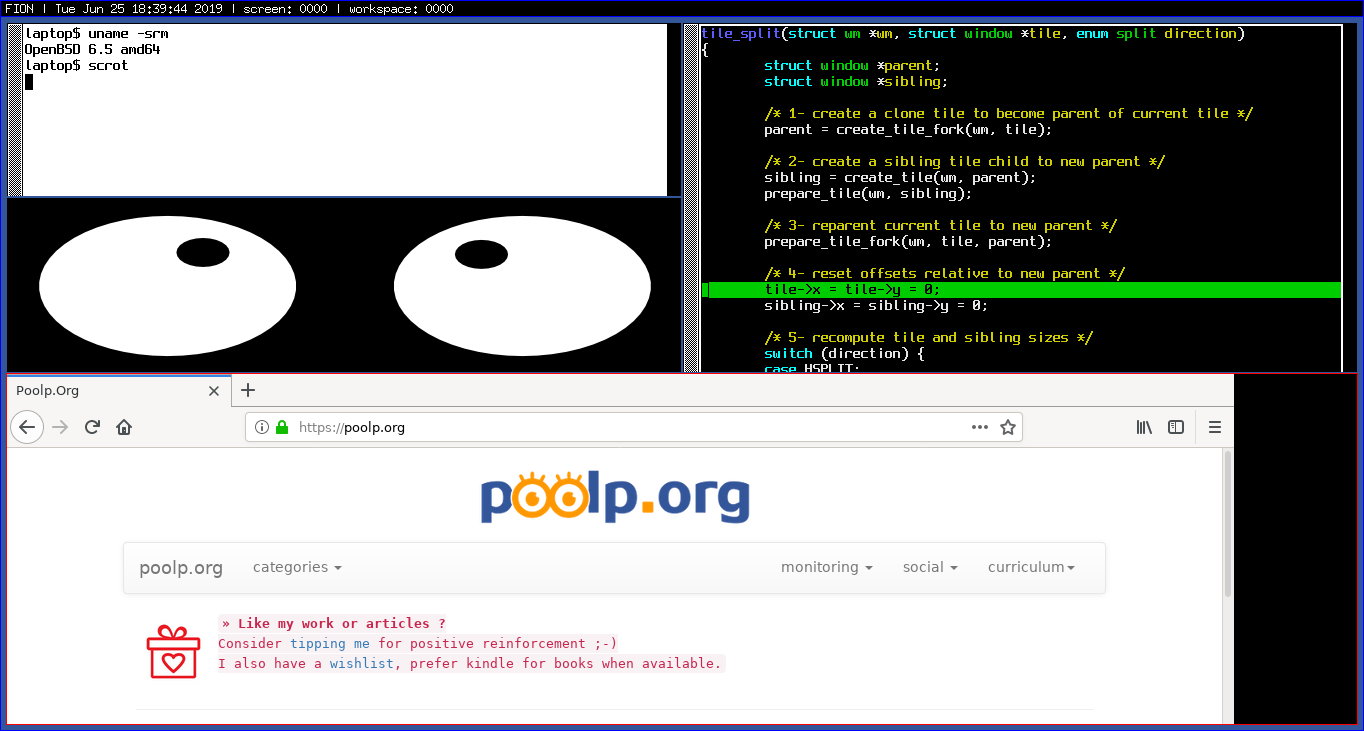 FION | Tue Jun 25 18:39:44 2019 | screen: 0000 | workspace: 0000
laptop$ uname -srm
OpenBSD 6.5 amd64
laptop$ scrot
tile_split(struct wm *wm, struct window *tile, enum split direction)
{
struct window *parent;
struct window *sibling;
/* 1- create a clone tile to become parent of current tile */
parent = create_tile_fork(wm, tile);
/* 2- create a sibling tile child to new parent */
sibling = create_tile(wm, parent);
prepare_tile(wm, sibling);
/* 3- reparent current tile to new parent */
prepare_tile_fork(wm, tile, parent);
/* 4- reset offsets relative to new parent */
tile->x = tile->y = 0;
sibling->x = sibling->y = 0;
/* 5- recompute tile and sibling sizes */
switch (direction) {
case HSPLIT:
Poolp.Org
https://poolp.org
poolp.org
poolp.org categories monitoring social curriculum
» Like my work or articles ?
Consider tipping me for positive reinforcement ;-)
I also have a wishlist, prefer kindle for books when available.